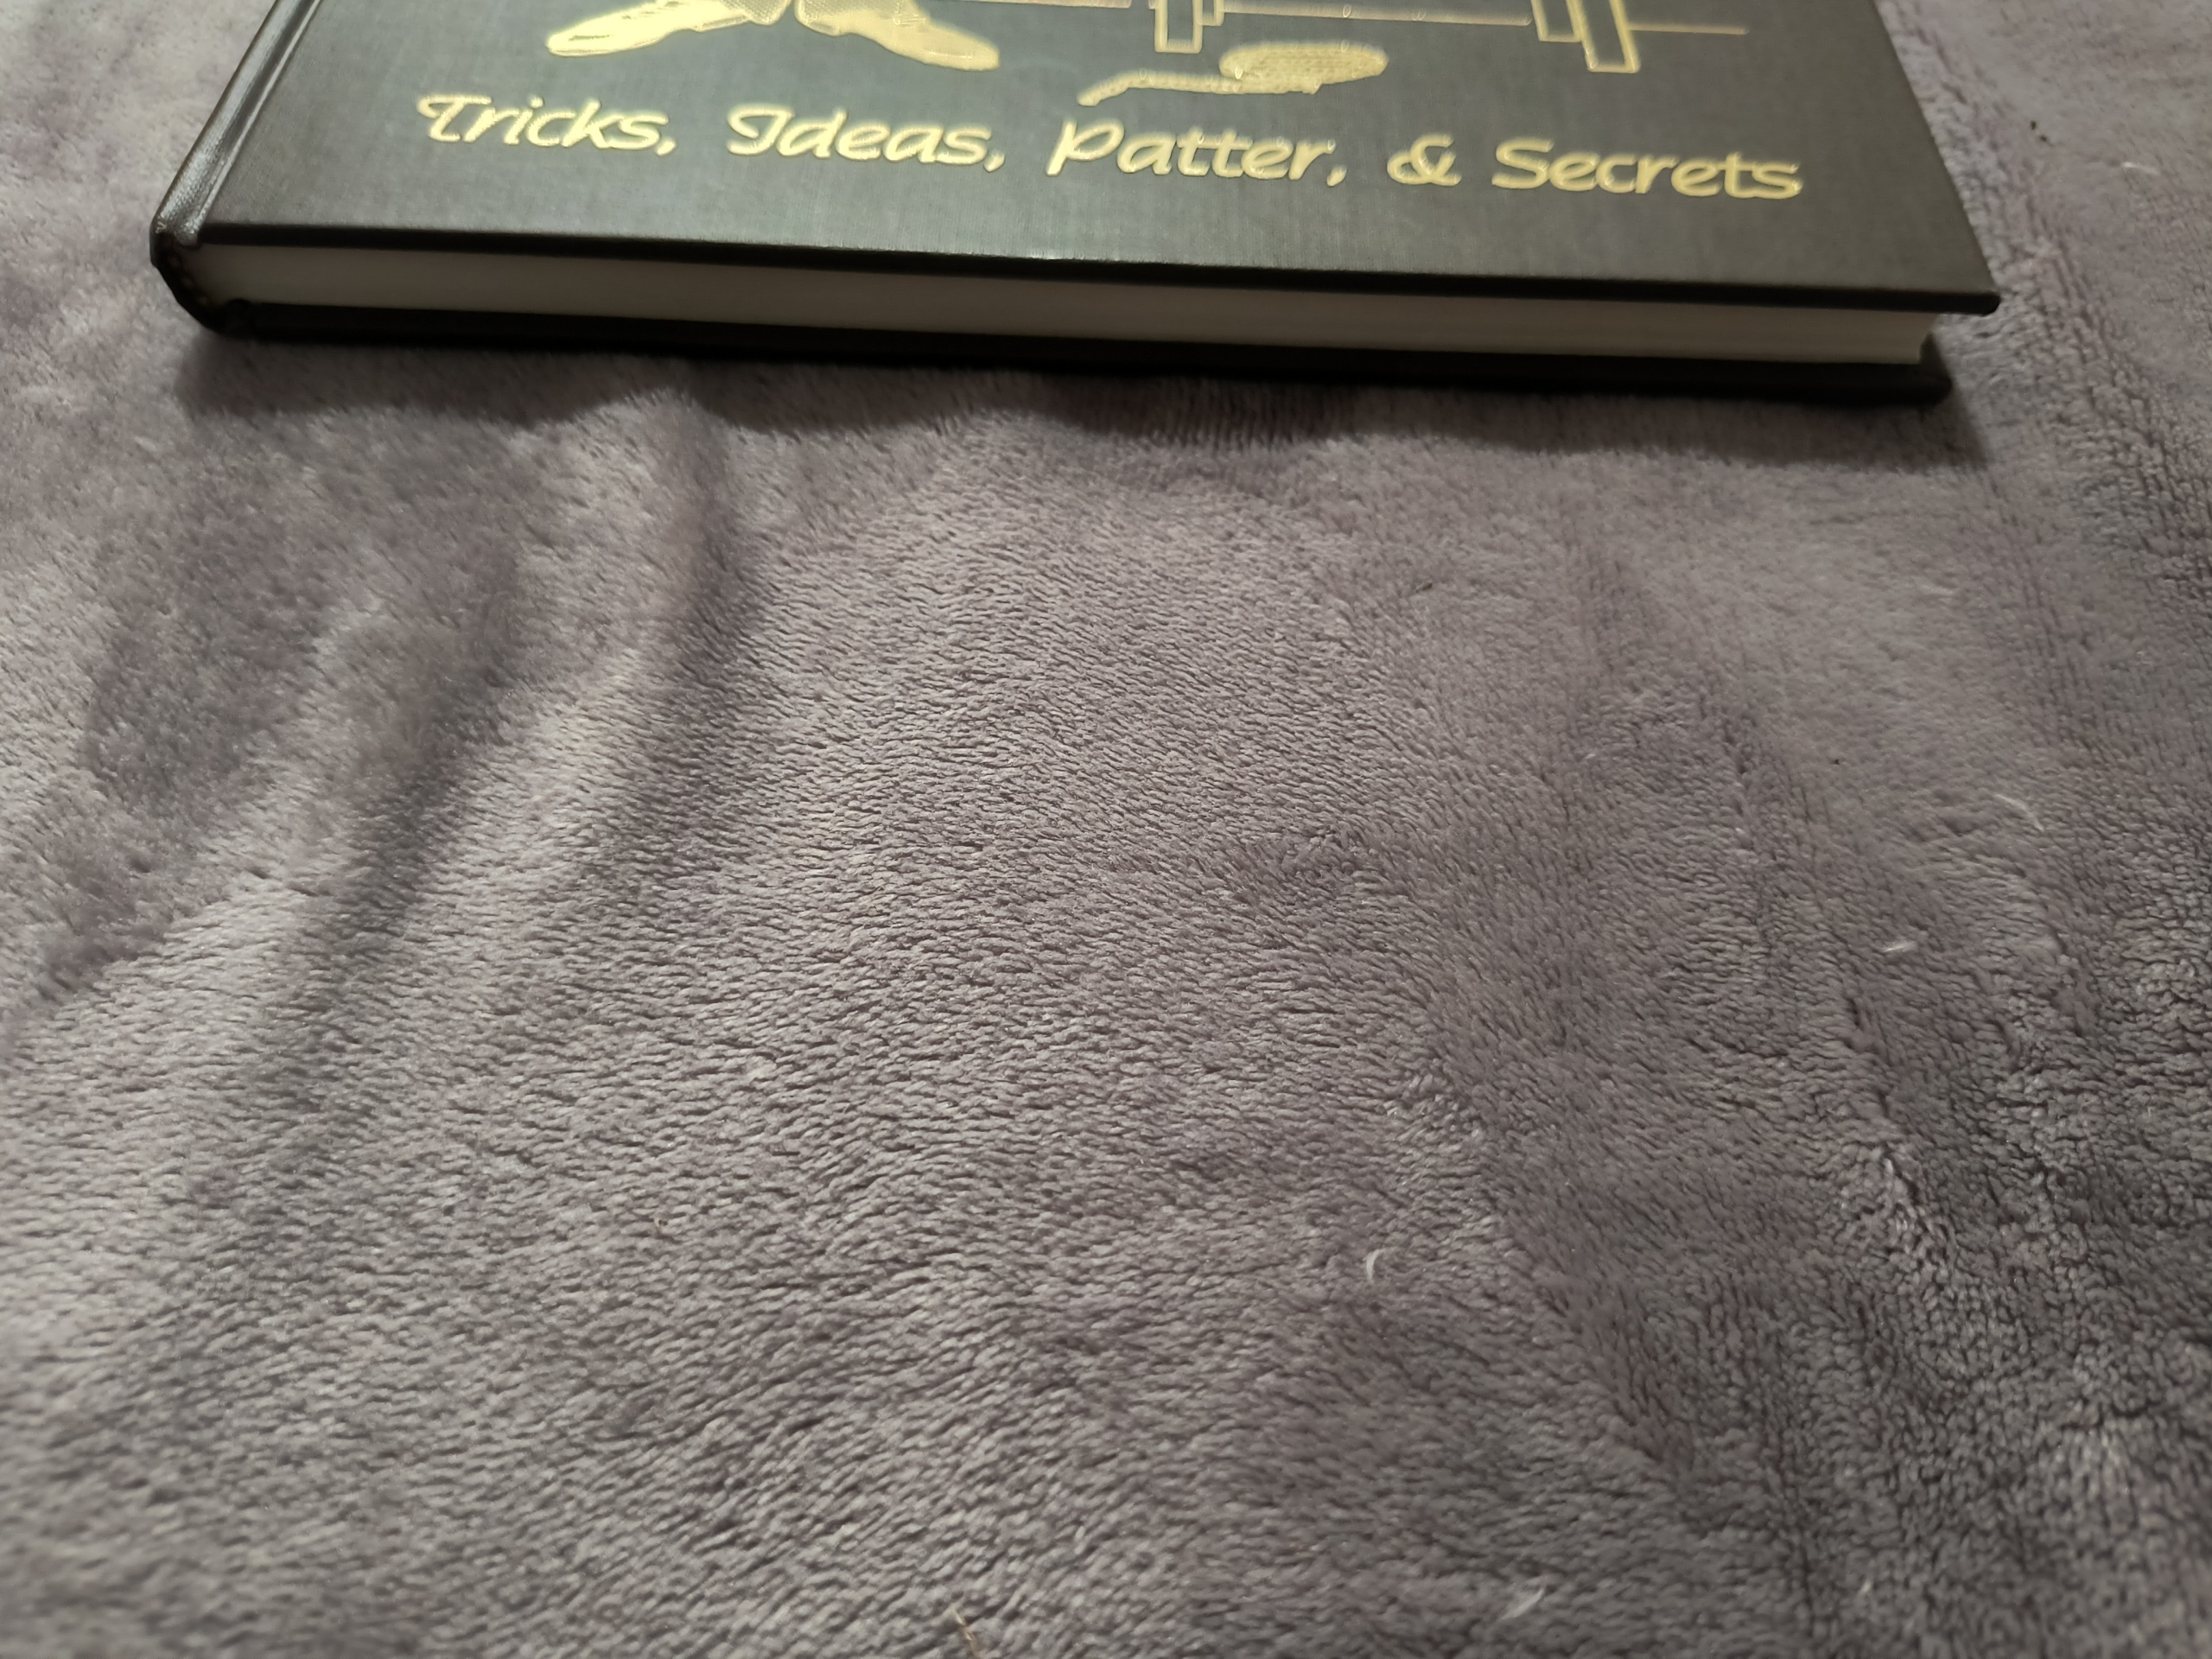 Tricks, Ideas, Patter, & Secrets